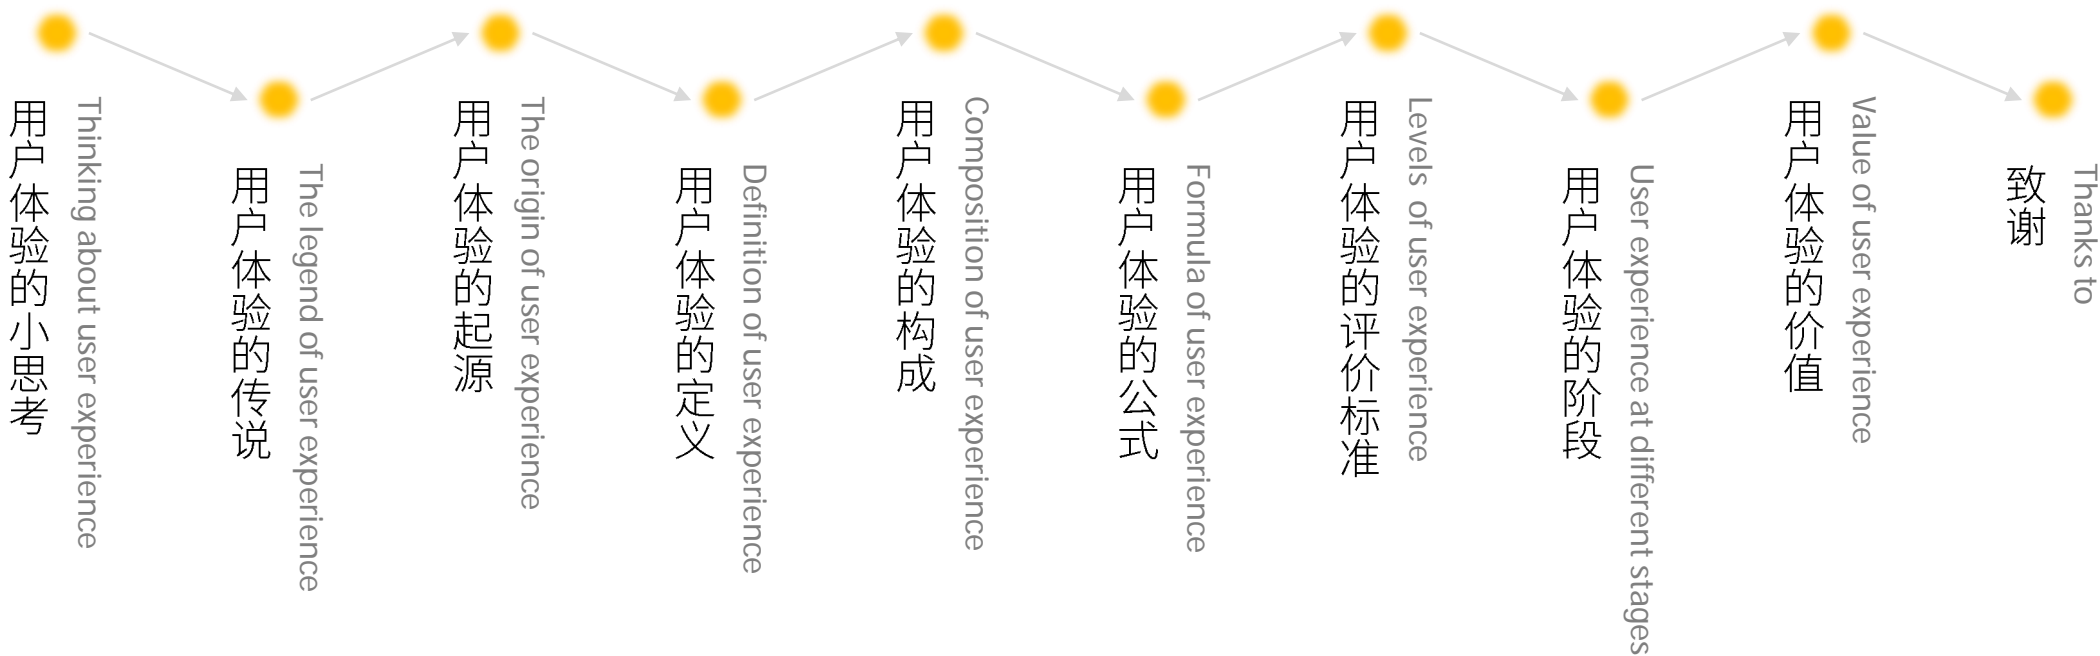 用户体验的小思考
Thinking about user experience
用户体验的传说
The legend of user experience
用户体验的起源
The origin of user experience
用户体验的定义
Definition of user experience
用户体验的构成
Composition of user experience
用户体验的公式
Formula of user experience
用户体验的评价标准
Levels of user experience
用户体验的阶段
User experience at different stages
用户体验的价值
Value of user experience
致谢
Thanks to